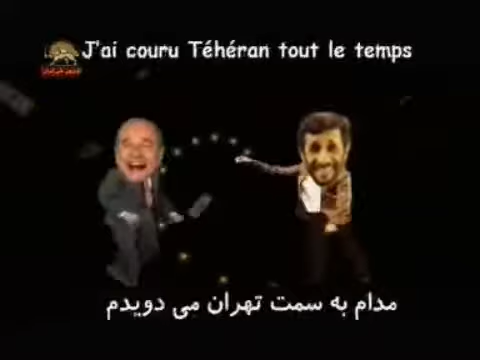 J'ai couru Téhéran tout le temps
مدام به سمت تهران می دویدم